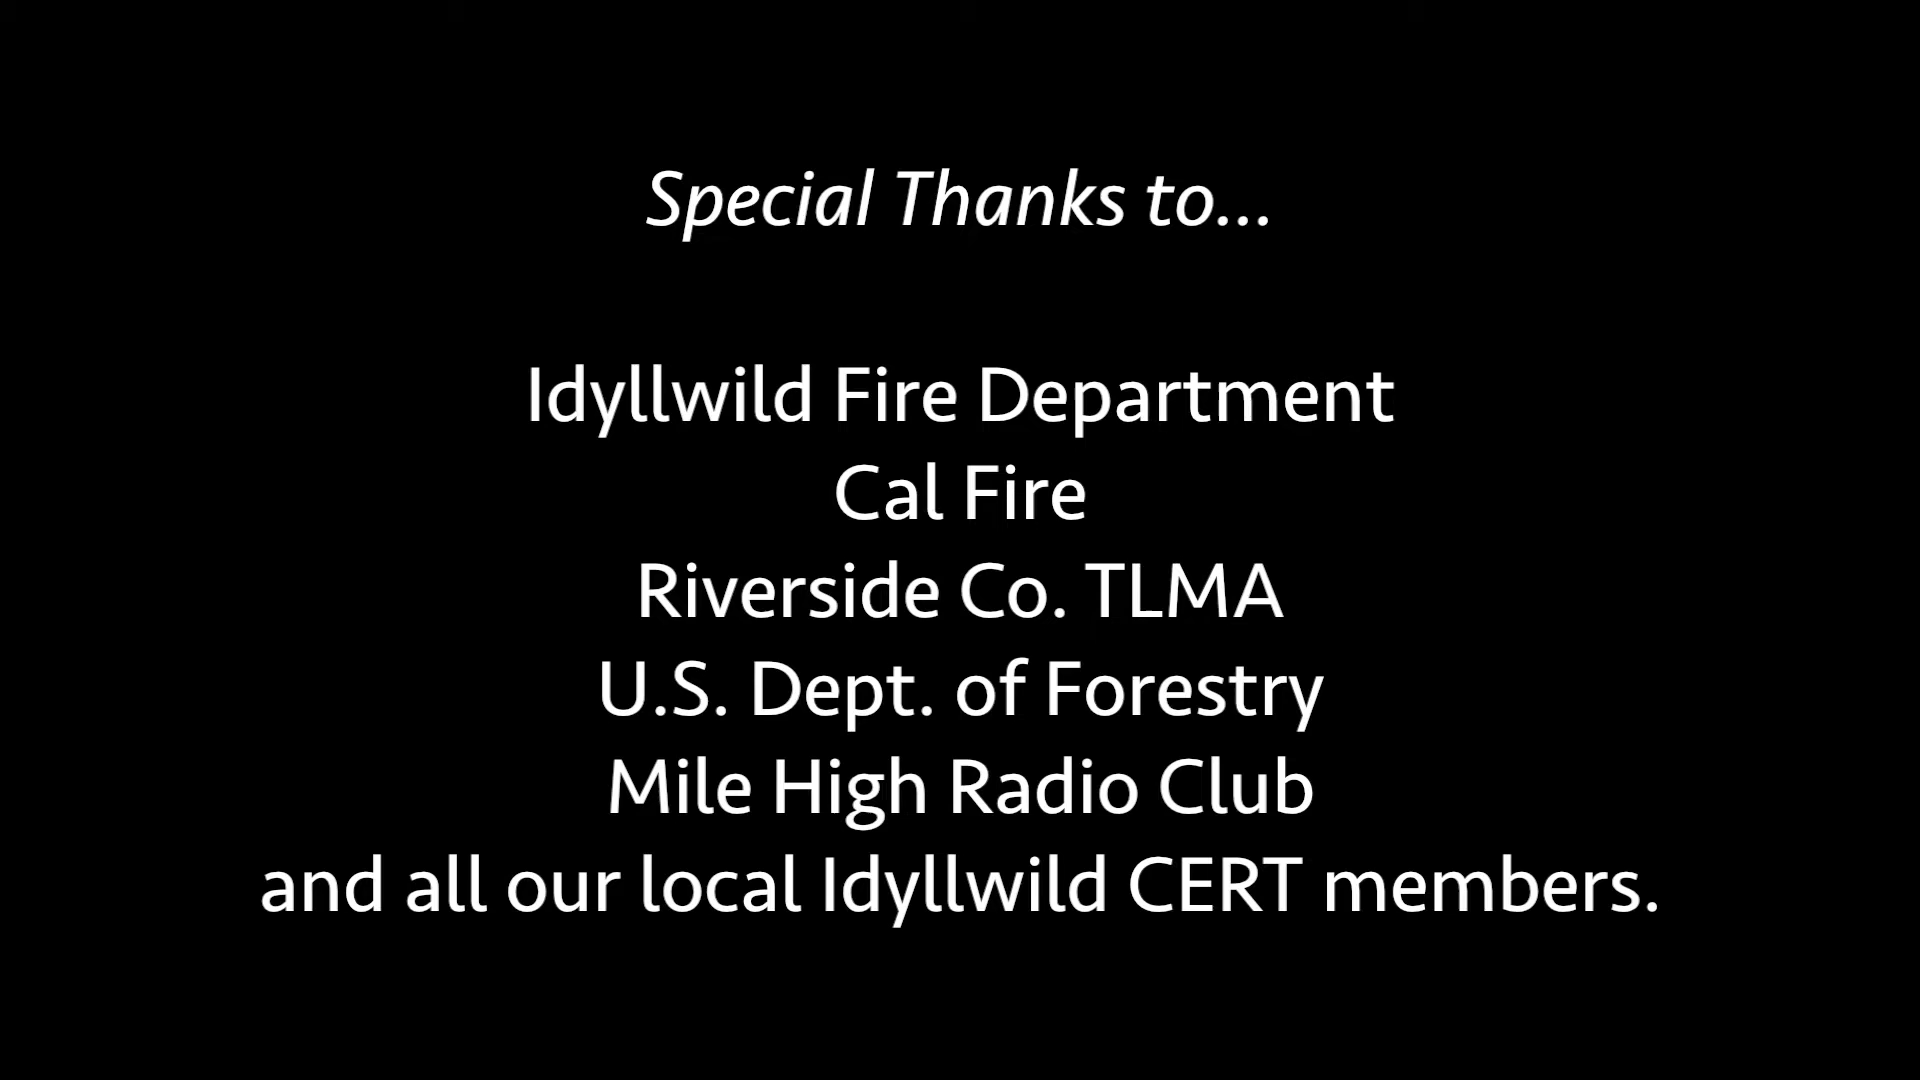 Special Thanks to...
Idyllwild Fire Department
Cal Fire
Riverside Co. TLMA
U.S. Dept. of Forestry
Mile High Radio Club
and all our local Idyllwild CERT members.